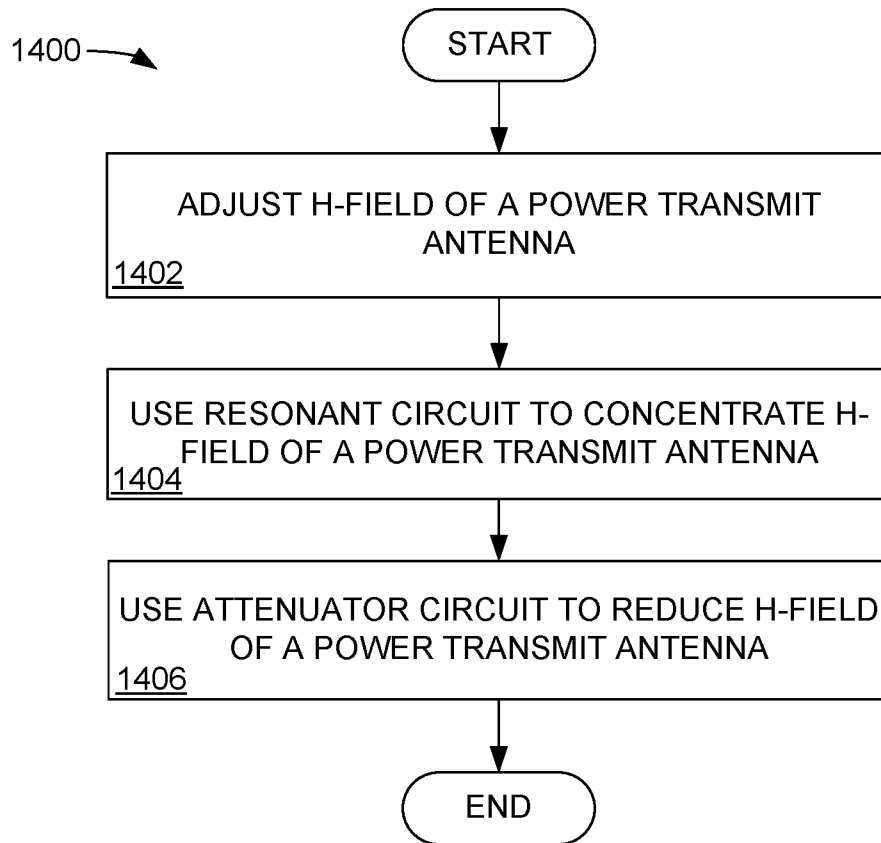 START
1400
ADJUST H-FIELD OF A POWER TRANSMIT
ANTENNA
1402
USE RESONANT CIRCUIT TO CONCENTRATE H-
FIELD OF A POWER TRANSMIT ANTENNA
1404
USE ATTENUATOR CIRCUIT TO REDUCE H-FIELD
OF A POWER TRANSMIT ANTENNA
1406
END